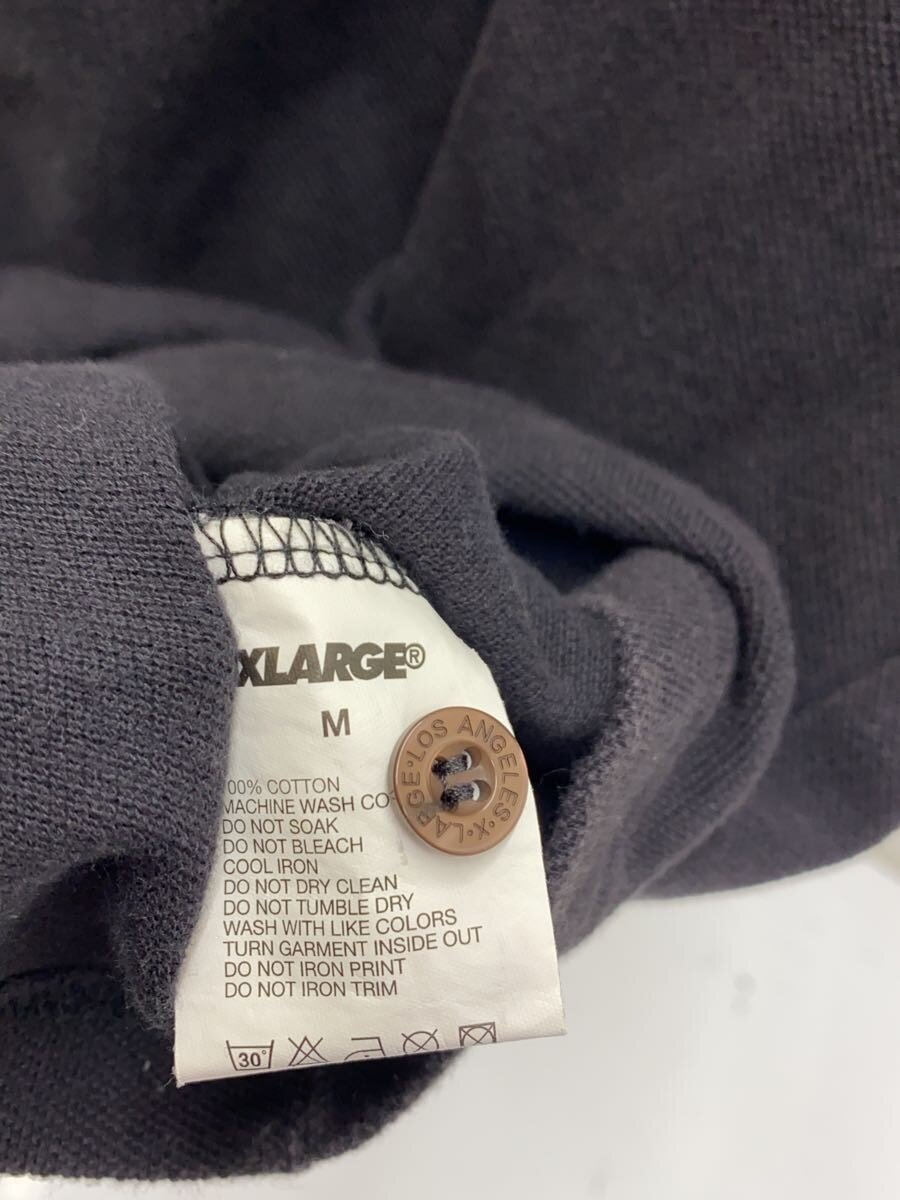 XLARGE®
M
LOS ANGELES • X-LARGE •
100% COTTON
MACHINE WASH CO
DO NOT SOAK
DO NOT BLEACH
COOL IRON
DO NOT DRY CLEAN
DO NOT TUMBLE DRY
WASH WITH LIKE COLORS
TURN GARMENT INSIDE OUT
DO NOT IRON PRINT
DO NOT IRON TRIM
30°